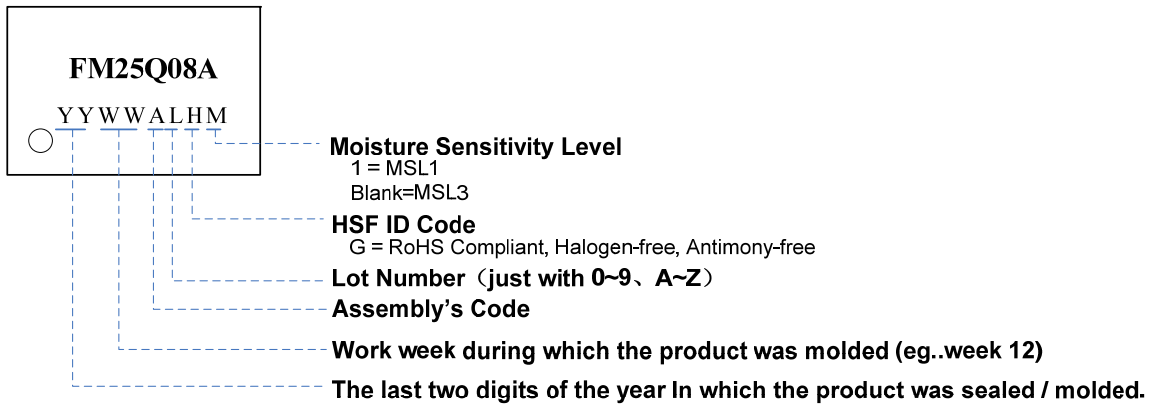 FM25Q08A
YYWWALHM
Moisture Sensitivity Level
1 = MSL1
Blank=MSL3
HSF ID Code
G = RoHS Compliant, Halogen-free, Antimony-free
Lot Number（just with 0~9、A~Z）
Assembly's Code
Work week during which the product was molded (eg..week 12)
The last two digits of the year In which the product was sealed / molded.